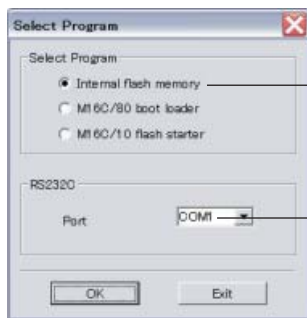 Select Program
Select Program
Internal flash memory
M16C/80 boot loader
M16C/10 flash starter
RS232C
Port
COM1
OK
Exit